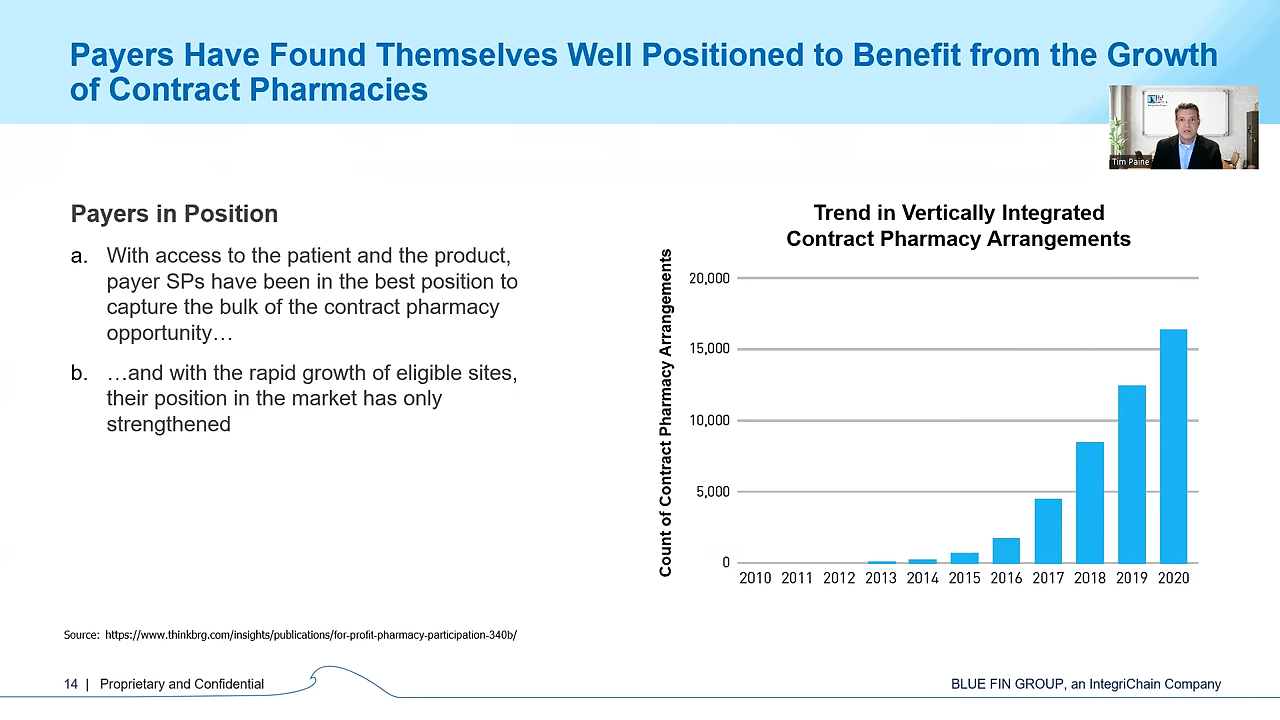 Payers Have Found Themselves Well Positioned to Benefit from the Growth
of Contract Pharmacies
Tim Paine
Payers in Position
a. With access to the patient and the product,
payer SPs have been in the best position to
capture the bulk of the contract pharmacy
opportunity…
b. …and with the rapid growth of eligible sites,
their position in the market has only
strengthened
Trend in Vertically Integrated
Contract Pharmacy Arrangements
Count of Contract Pharmacy Arrangements
20,000
15,000
10,000
5,000
0
2010 2011 2012 2013 2014 2015 2016 2017 2018 2019 2020
Source: https://www.thinkbrg.com/insights/publications/for-profit-pharmacy-participation-340b/
14 | Proprietary and Confidential
BLUE FIN GROUP, an IntegriChain Company